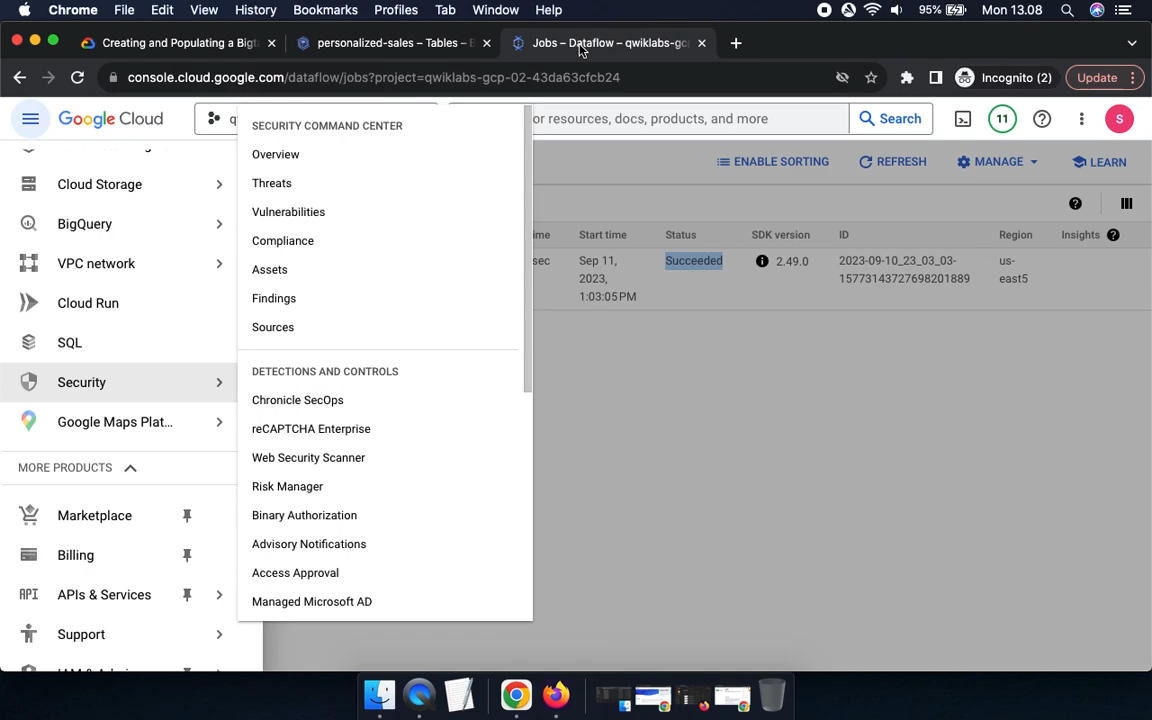 Chrome File Edit View History Bookmarks Profiles Tab Window Help 95% Mon 13.08
Creating and Populating a Bigta personalized-sales – Tables – B Jobs – Dataflow – qwiklabs-gc
console.cloud.google.com/dataflow/jobs?project=qwiklabs-gcp-02-43da63cfcb24 Incognito (2) Update
Google Cloud q or resources, docs, products, and more Search 11 S
SECURITY COMMAND CENTER
Overview
Threats
Vulnerabilities
Compliance
Assets
Findings
Sources
DETECTIONS AND CONTROLS
Chronicle SecOps
reCAPTCHA Enterprise
Web Security Scanner
Risk Manager
Binary Authorization
Advisory Notifications
Access Approval
Managed Microsoft AD
Cloud Storage
BigQuery
VPC network
Cloud Run
SQL
Security
Google Maps Plat...
MORE PRODUCTS
Marketplace
Billing
API APIs & Services
Support
ENABLE SORTING REFRESH MANAGE LEARN
ime Start time Status SDK version ID Region Insights
sec Sep 11, Succeeded 2.49.0 2023-09-10_23_03_03- us-
2023, 15773143727698201889 east5
1:03:05 PM